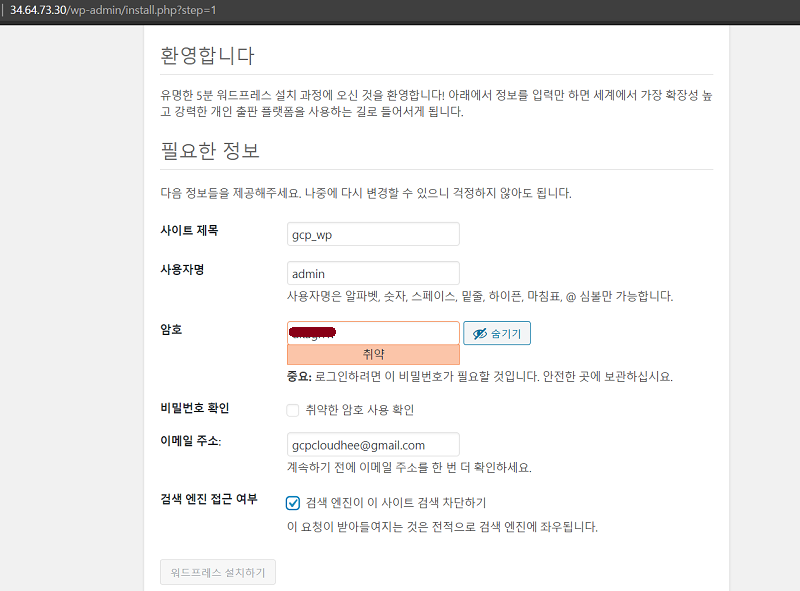 34.64.73.30/wp-admin/install.php?step=1
환영합니다
유명한 5분 워드프레스 설치 과정에 오신 것을 환영합니다! 아래에서 정보를 입력만 하면 세계에서 가장 확장성 높
고 강력한 개인 출판 플랫폼을 사용하는 길로 들어서게 됩니다.
필요한 정보
다음 정보들을 제공해주세요. 나중에 다시 변경할 수 있으니 걱정하지 않아도 됩니다.
사이트 제목
gcp_wp
사용자명
admin
사용자명은 알파벳, 숫자, 스페이스, 밑줄, 하이픈, 마침표, @ 심볼만 가능합니다.
암호
숨기기
취약
중요: 로그인하려면 이 비밀번호가 필요할 것입니다. 안전한 곳에 보관하십시요.
비밀번호 확인
취약한 암호 사용 확인
이메일 주소:
gcpcloudhee@gmail.com
계속하기 전에 이메일 주소를 한 번 더 확인하세요.
검색 엔진 접근 여부
검색 엔진이 이 사이트 검색 차단하기
이 요청이 받아들여지는 것은 전적으로 검색 엔진에 좌우됩니다.
워드프레스 설치하기